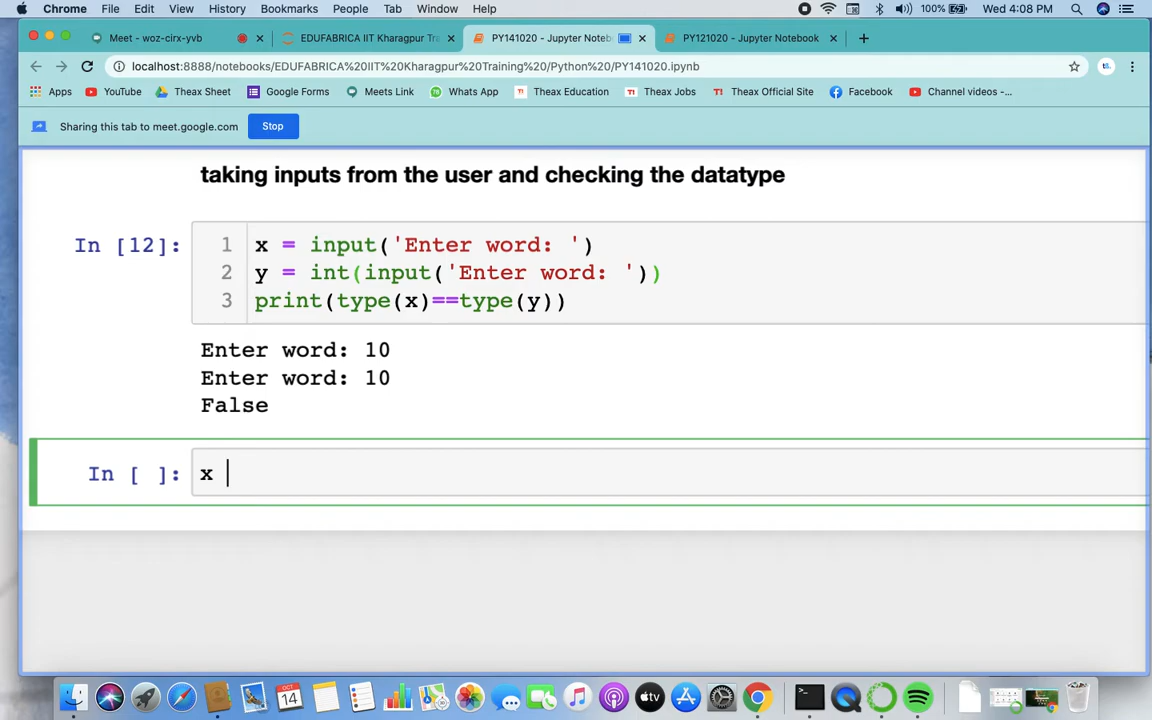 Chrome File Edit View History Bookmarks People Tab Window Help 100% Wed 4:08 PM
Meet - woz-cirx-yvb EDUFABRICA IIT Kharagpur Tra PY141020 - Jupyter Noteb PY121020 - Jupyter Notebook
localhost:8888/notebooks/EDUFABRICA%20IIT%20Kharagpur%20Training%20/Python%20/PY141020.ipynb
Apps YouTube Theax Sheet Google Forms Meets Link Whats App Theax Education Theax Jobs Theax Official Site Facebook Channel videos -...
Sharing this tab to meet.google.com Stop
taking inputs from the user and checking the datatype
In [12]: 1 x = input('Enter word: ')
2 y = int(input('Enter word: '))
3 print(type(x)==type(y))
Enter word: 10
Enter word: 10
False
In [ ]: x